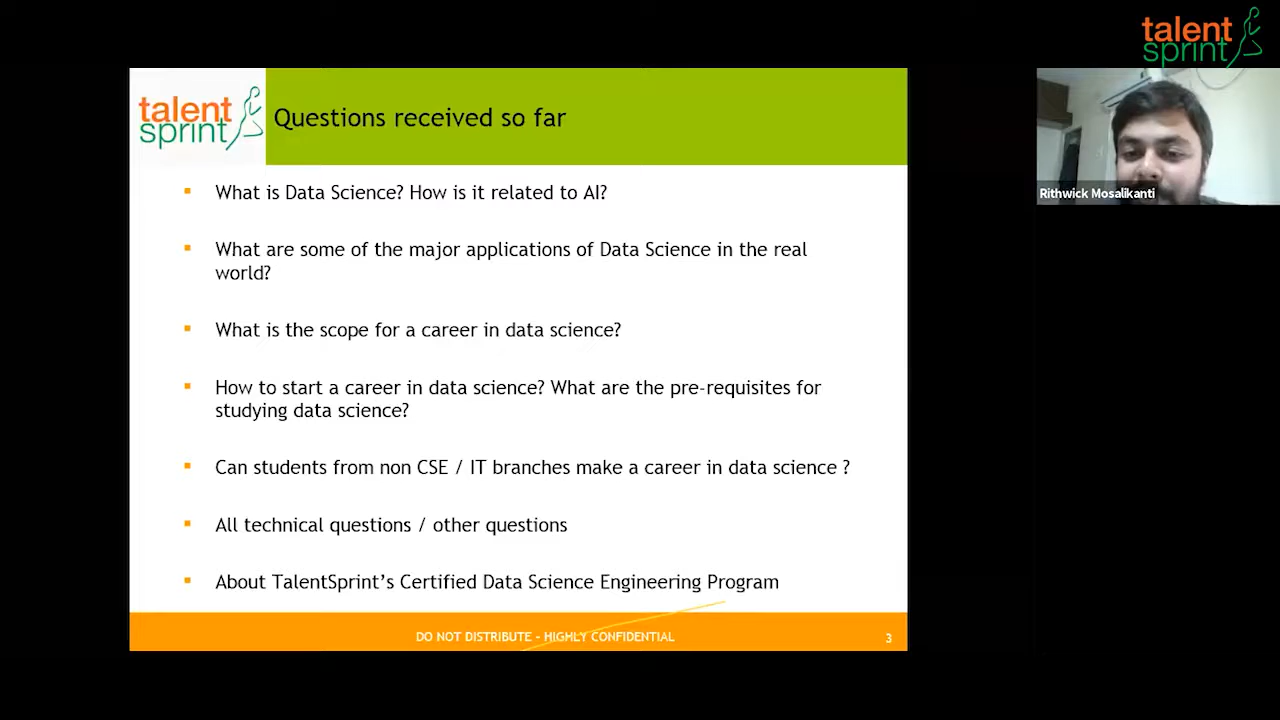 talent
sprint
talent
sprint
Questions received so far
What is Data Science? How is it related to AI?
What are some of the major applications of Data Science in the real
world?
What is the scope for a career in data science?
How to start a career in data science? What are the pre-requisites for
studying data science?
Can students from non CSE / IT branches make a career in data science ?
All technical questions / other questions
About TalentSprint's Certified Data Science Engineering Program
DO NOT DISTRIBUTE - HIGHLY CONFIDENTIAL
3
Rithwick Mosalikanti